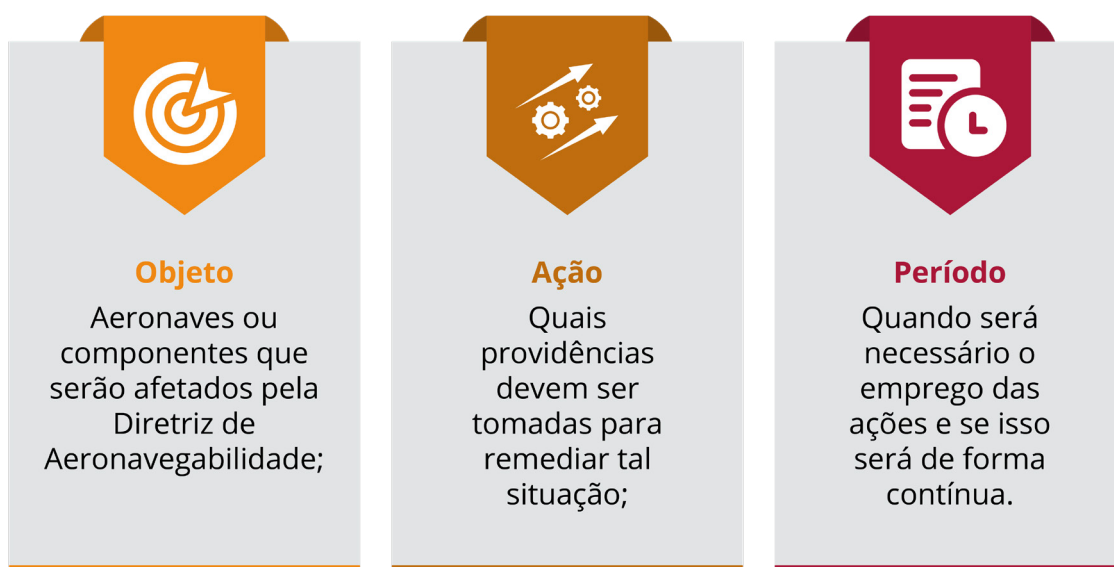 Objeto
Aeronaves ou
componentes que
serão afetados pela
Diretriz de
Aeronavegabilidade;
Ação
Quais
providências
devem ser
tomadas para
remediar tal
situação;
Período
Quando será
necessário o
emprego das
ações e se isso
será de forma
contínua.